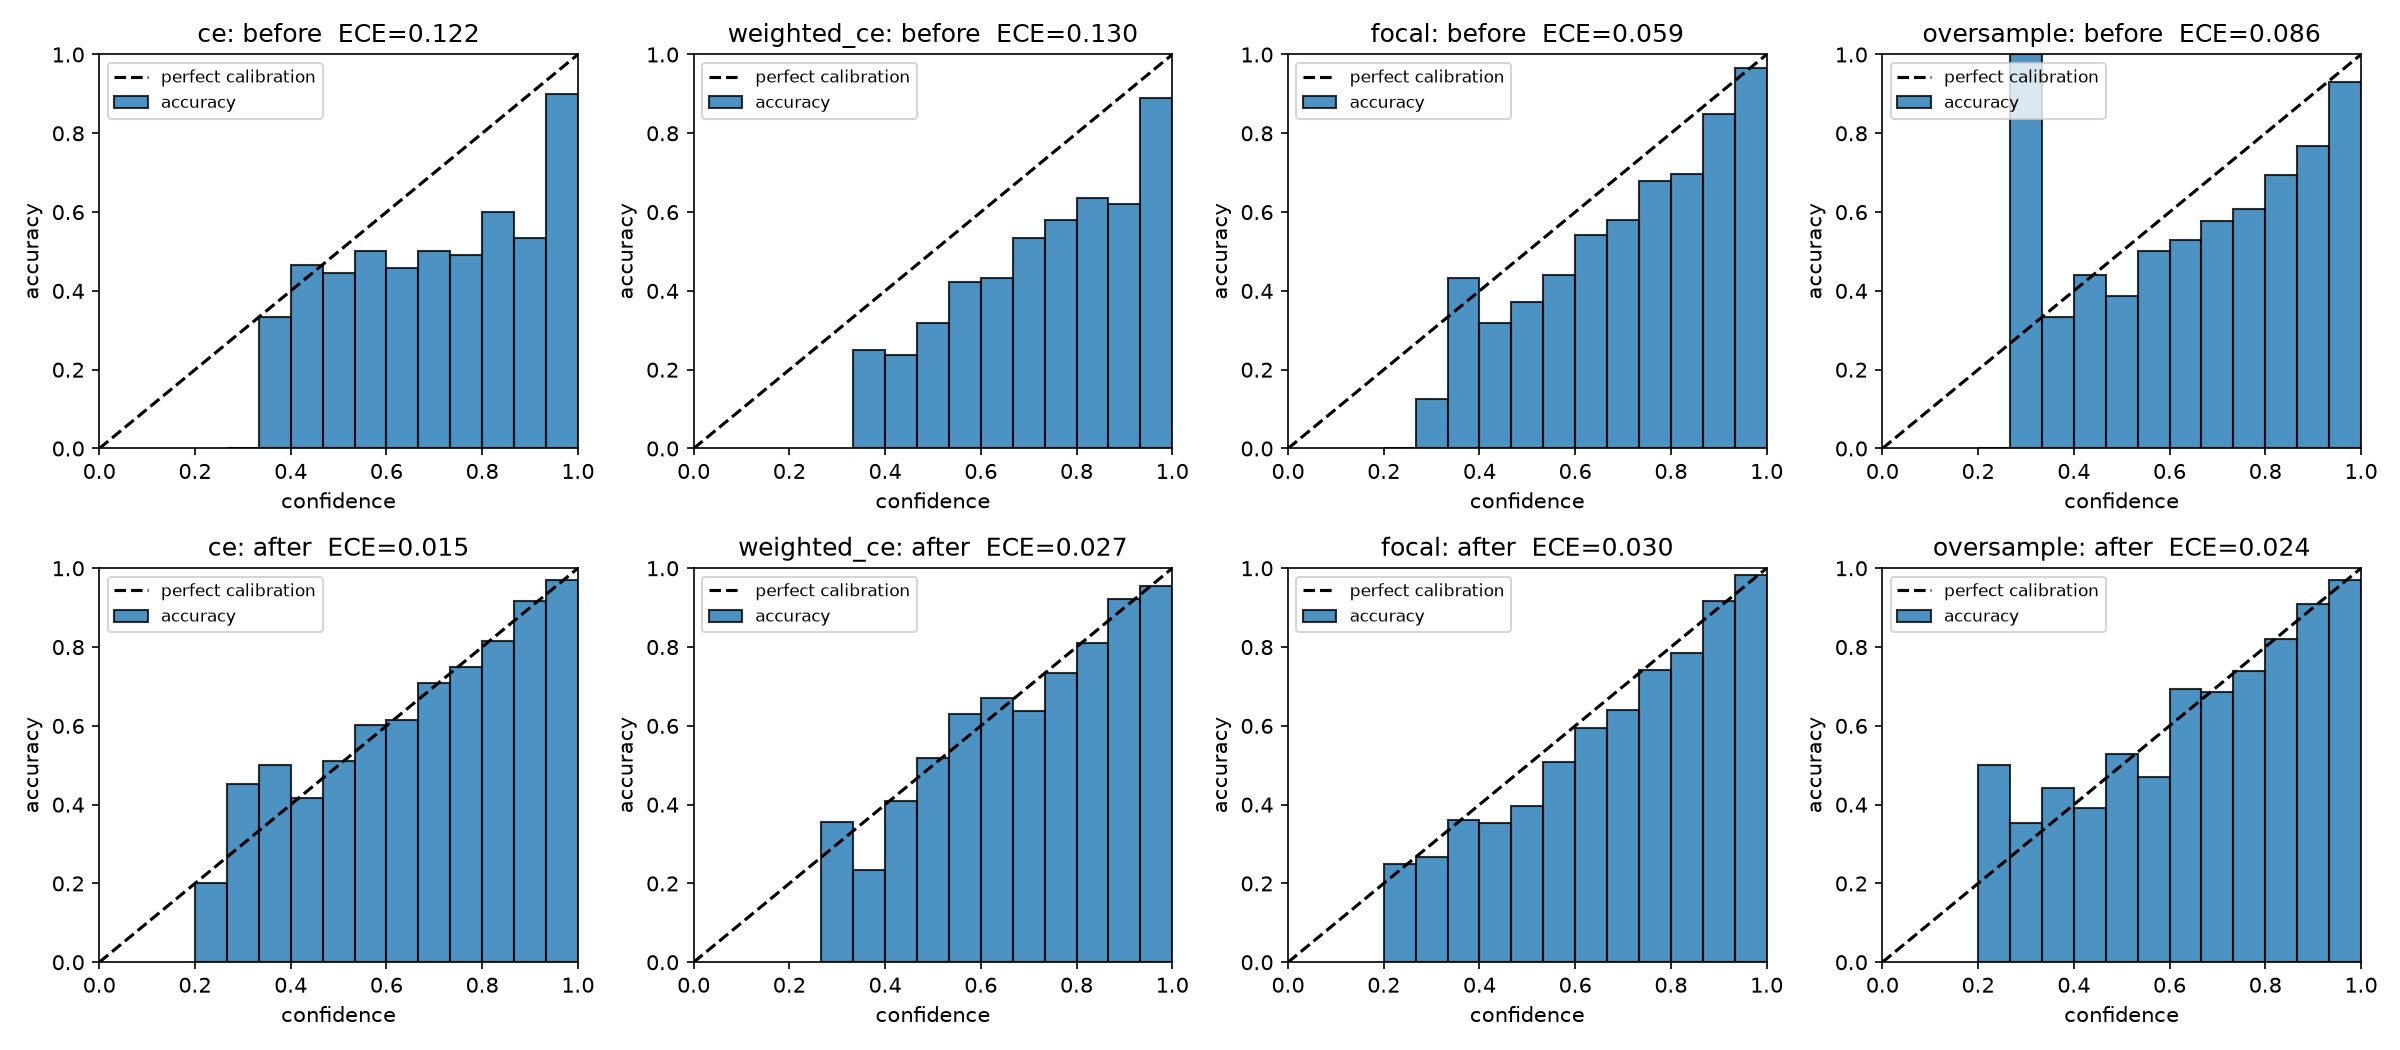 ce: before  ECE=0.122
1.0
0.8
0.6
0.4
0.2
0.0
accuracy
perfect calibration
accuracy
0.0 0.2 0.4 0.6 0.8 1.0
confidence
weighted_ce: before  ECE=0.130
1.0
0.8
0.6
0.4
0.2
0.0
accuracy
perfect calibration
accuracy
0.0 0.2 0.4 0.6 0.8 1.0
confidence
focal: before  ECE=0.059
1.0
0.8
0.6
0.4
0.2
0.0
accuracy
perfect calibration
accuracy
0.0 0.2 0.4 0.6 0.8 1.0
confidence
oversample: before  ECE=0.086
1.0
0.8
0.6
0.4
0.2
0.0
accuracy
perfect calibration
accuracy
0.0 0.2 0.4 0.6 0.8 1.0
confidence
ce: after  ECE=0.015
1.0
0.8
0.6
0.4
0.2
0.0
accuracy
perfect calibration
accuracy
0.0 0.2 0.4 0.6 0.8 1.0
confidence
weighted_ce: after  ECE=0.027
1.0
0.8
0.6
0.4
0.2
0.0
accuracy
perfect calibration
accuracy
0.0 0.2 0.4 0.6 0.8 1.0
confidence
focal: after  ECE=0.030
1.0
0.8
0.6
0.4
0.2
0.0
accuracy
perfect calibration
accuracy
0.0 0.2 0.4 0.6 0.8 1.0
confidence
oversample: after  ECE=0.024
1.0
0.8
0.6
0.4
0.2
0.0
accuracy
perfect calibration
accuracy
0.0 0.2 0.4 0.6 0.8 1.0
confidence